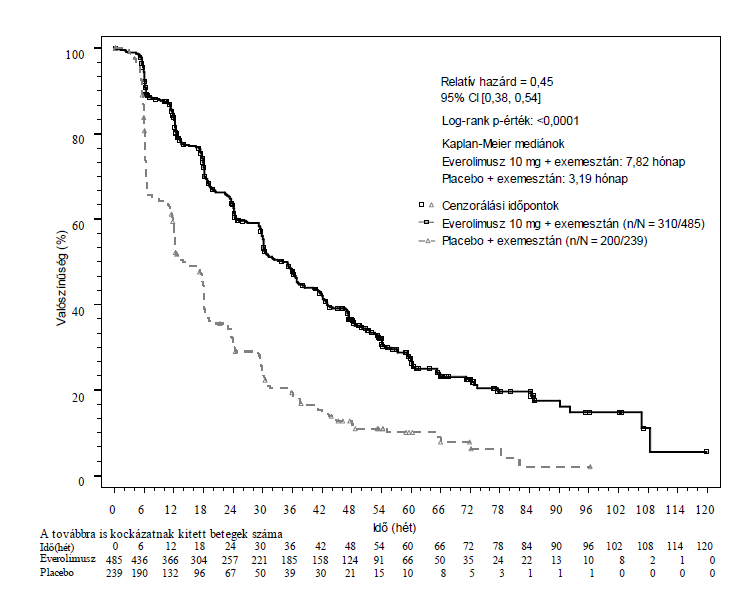 Relatív hazárd = 0,45
95% CI [0,38, 0,54]
Log-rank p-érték: <0,0001
Kaplan-Meier mediánok
Everolimusz 10 mg + exemesztán: 7,82 hónap
Placebo + exemesztán: 3,19 hónap
Cenzorálási időpontok
Everolimusz 10 mg + exemesztán (n/N = 310/485)
Placebo + exemesztán (n/N = 200/239)
Valószínűség (%)
100
80
60
40
20
0
0 6 12 18 24 30 36 42 48 54 60 66 72 78 84 90 96 102 108 114 120
Idő (hét)
A továbbra is kockázatnak kitett betegek száma
Idő(hét) 0 6 12 18 24 30 36 42 48 54 60 66 72 78 84 90 96 102 108 114 120
Everolimusz 485 436 366 304 257 221 185 158 124 91 66 50 35 24 22 13 10 8 2 1 0
Placebo 239 190 132 96 67 50 39 30 21 15 10 8 5 3 1 1 1 0 0 0 0